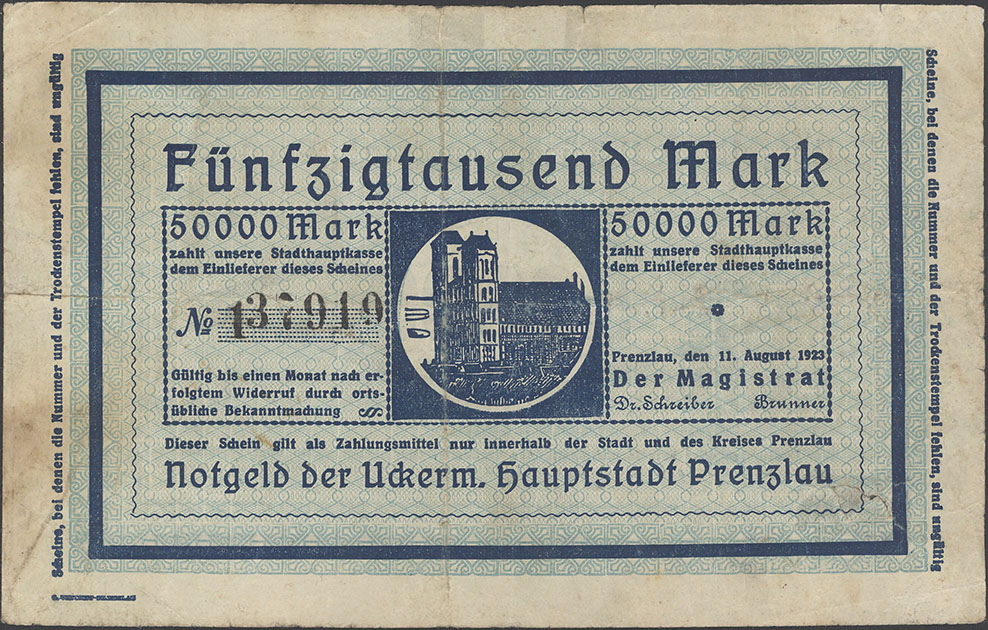 Fünfzigtausend Mark
50000 Mark
zahlt unsere Stadthauptkasse
dem Einlieferer dieses Scheines
No 137919
Gültig bis einen Monat nach er-
folgtem Widerruf durch orts-
übliche Bekanntmachung
50000 Mark
zahlt unsere Stadthauptkasse
dem Einlieferer dieses Scheines
Prenzlau, den 11. August 1923
Der Magistrat
Dr. Schreiber Brunner
Dieser Schein gilt als Zahlungsmittel nur innerhalb der Stadt und des Kreises Prenzlau
Notgeld der Uckerm. Hauptstadt Prenzlau
Scheine, bei denen die Nummer und der Trockenstempel fehlen, sind ungültig
Scheine, bei denen die Nummer und der Trockenstempel fehlen, sind ungültig